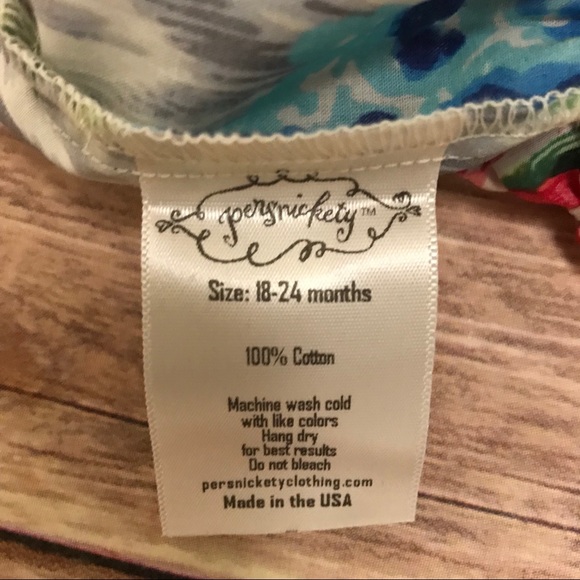 persnickety™
Size: 18-24 months
100% Cotton
Machine wash cold
with like colors
Hang dry
for best results
Do not bleach
persnicketyclothing.com
Made in the USA